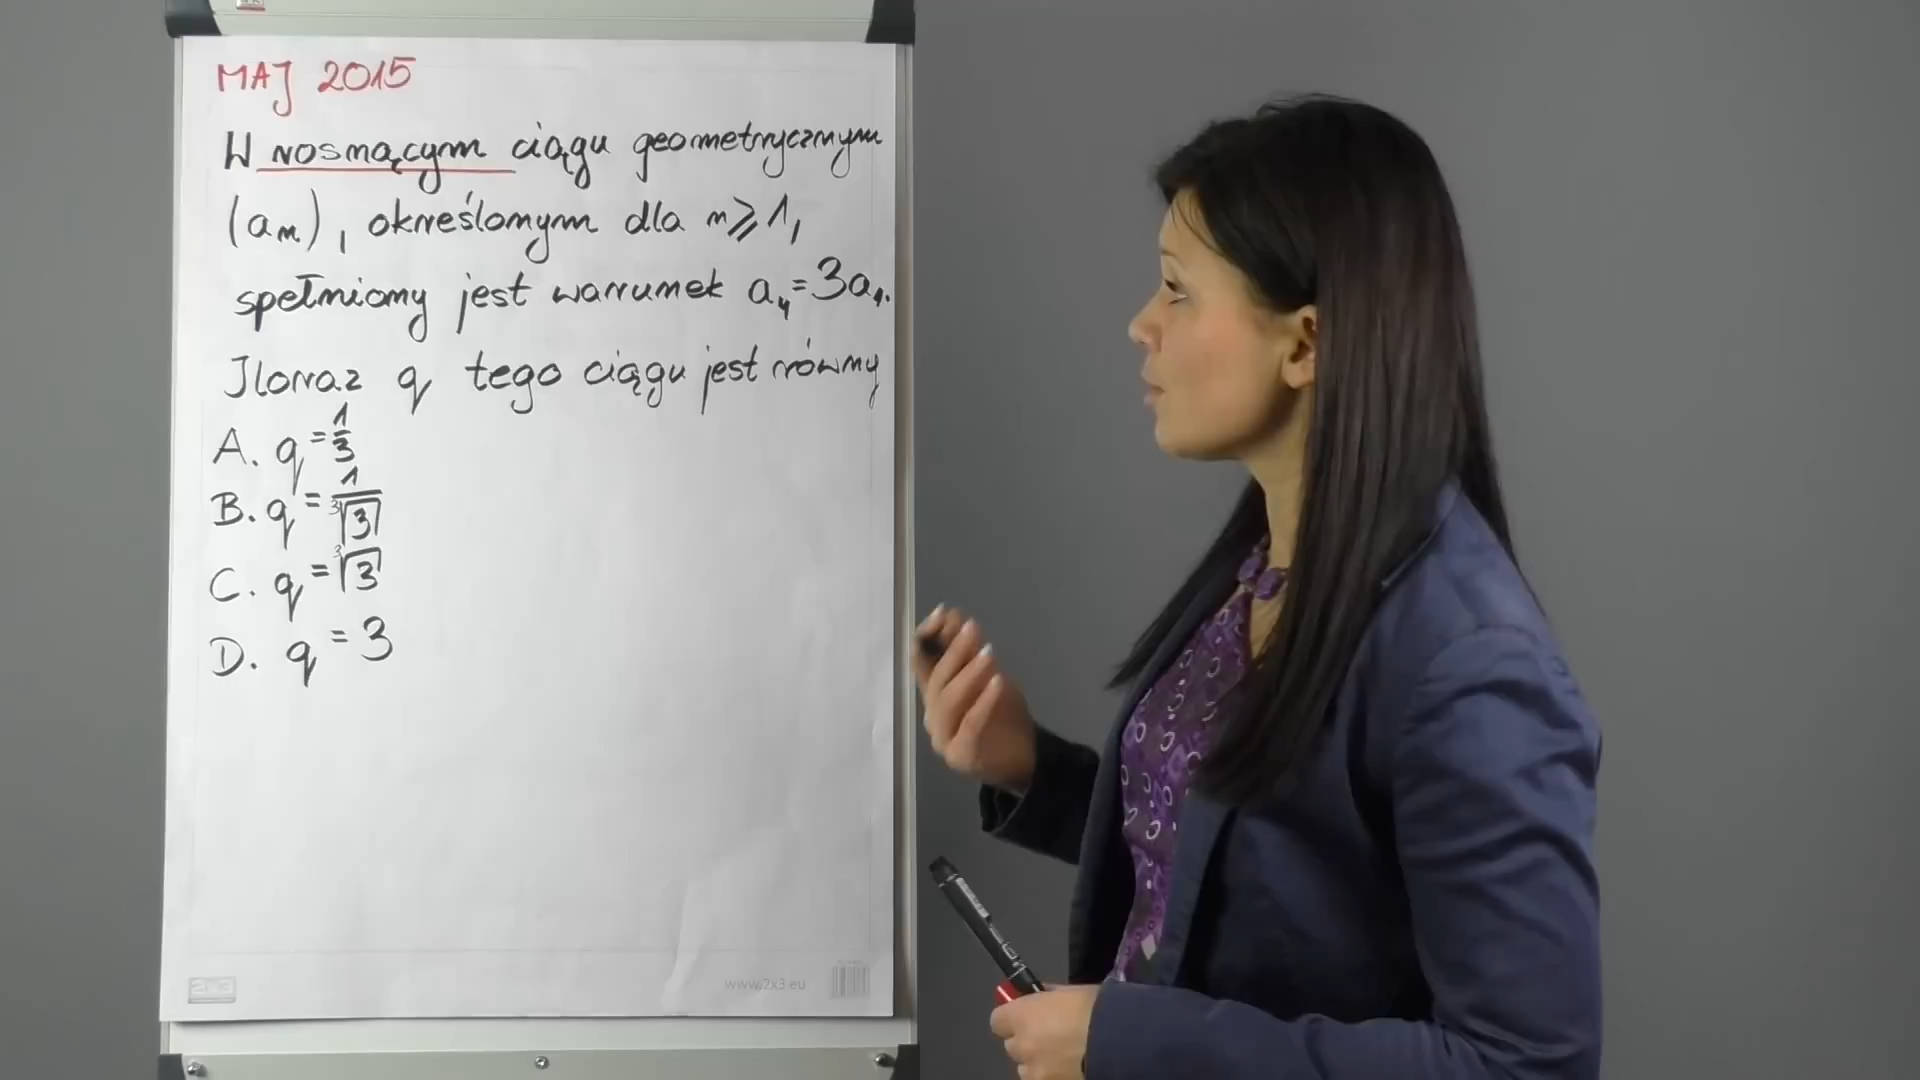 MAJ 2015
W rosnącym ciągu geometrycznym
(aₙ), określonym dla n⩾1,
spełniony jest warunek a₄=3a₁.
Iloraz q tego ciągu jest równy
A. q = 1/3
B. q = 1/∛3
C. q = ∛3
D. q = 3
www.2x3.eu